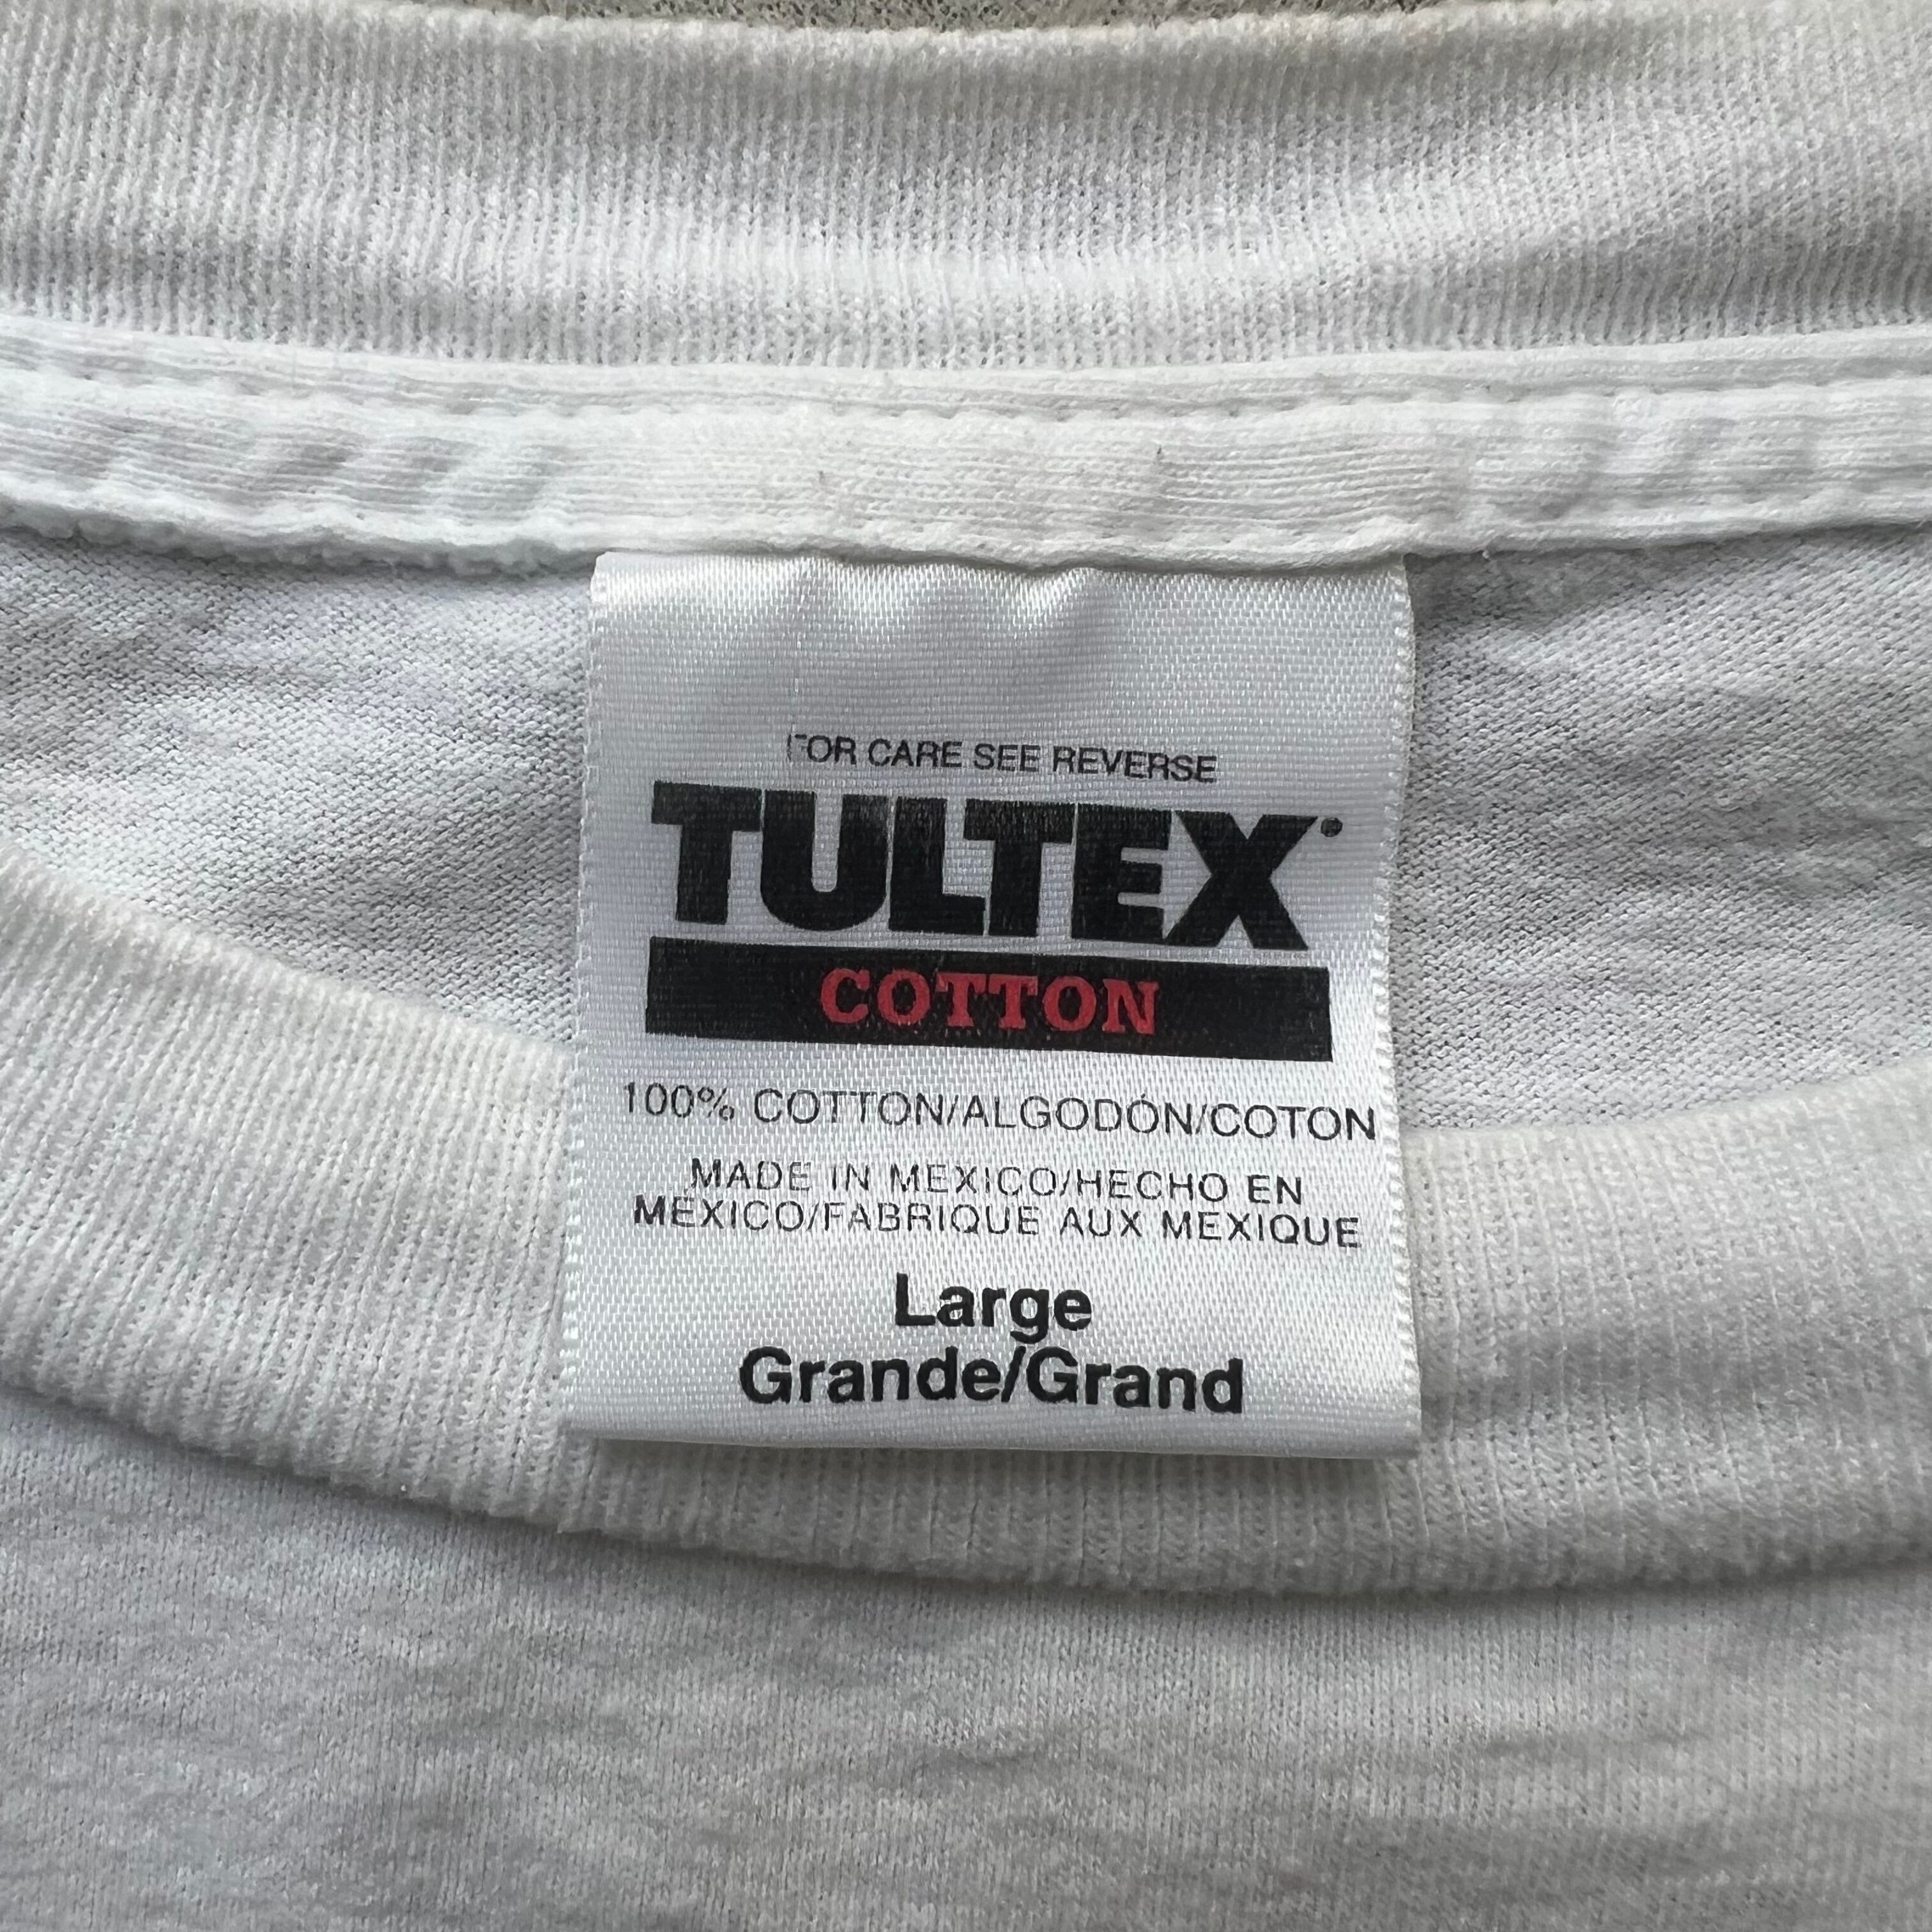 FOR CARE SEE REVERSE
TULTEX
COTTON
100% COTTON/ALGODÓN/COTON
MADE IN MEXICO/HECHO EN
MÉXICO/FABRIQUE AUX MEXIQUE
Large
Grande/Grand